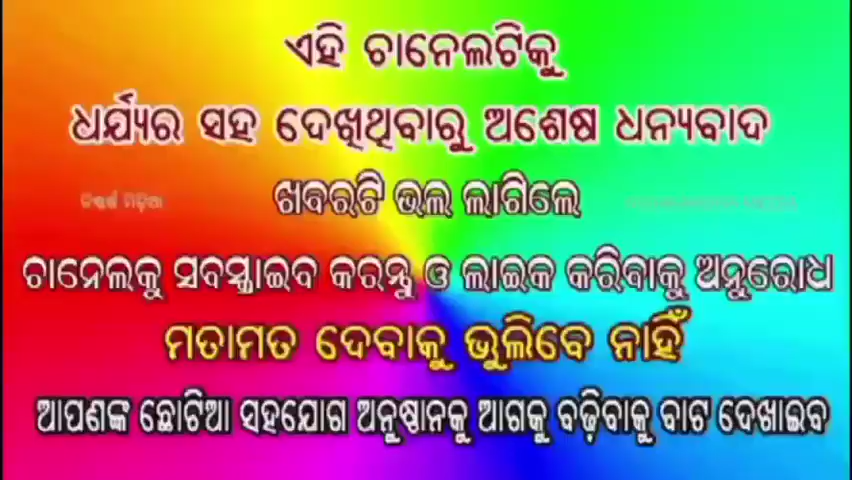 ଏହି ଚାନେଲଟିକୁ
ଧର୍ଯ୍ୟର ସହ ଦେଖିଥିବାରୁ ଅଶେଷ ଧନ୍ୟବାଦ
ଖବରଟି ଭଲ ଲାଗିଲେ
ଚାନେଲକୁ ସବସ୍କ୍ରାଇବ କରନ୍ତୁ ଓ ଲାଇକ କରିବାକୁ ଅନୁରୋଧ
ମତାମତ ଦେବାକୁ ଭୁଲିବେ ନାହିଁ
ଆପଣଙ୍କ ଛୋଟିଆ ସହଯୋଗ ଅନୁଷ୍ଠାନକୁ ଆଗକୁ ବଢ଼ିବାକୁ ବାଟ ଦେଖାଇବ